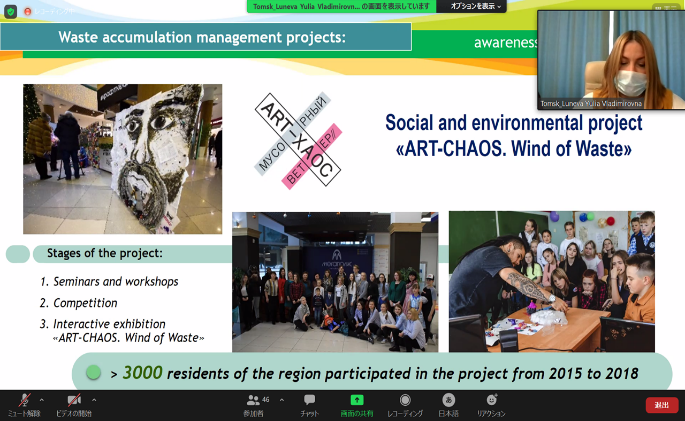 Tomsk_Luneva Yulia Vladimirovn... の画面を表示しています
オプションを表示
Waste accumulation management projects:
awareness
Tomsk_Luneva Yulia Vladimirovna
ART-ХАОС
МУСОРНЫЙ
ВЕТЕР//
Social and environmental project
«ART-CHAOS. Wind of Waste»
Stages of the project:
1. Seminars and workshops
2. Competition
3. Interactive exhibition
«ART-CHAOS. Wind of Waste»
> 3000 residents of the region participated in the project from 2015 to 2018
46
ミュート解除
ビデオの開始
参加者
チャット
画面の共有
レコーディング
あ
日本語
リアクション
退出